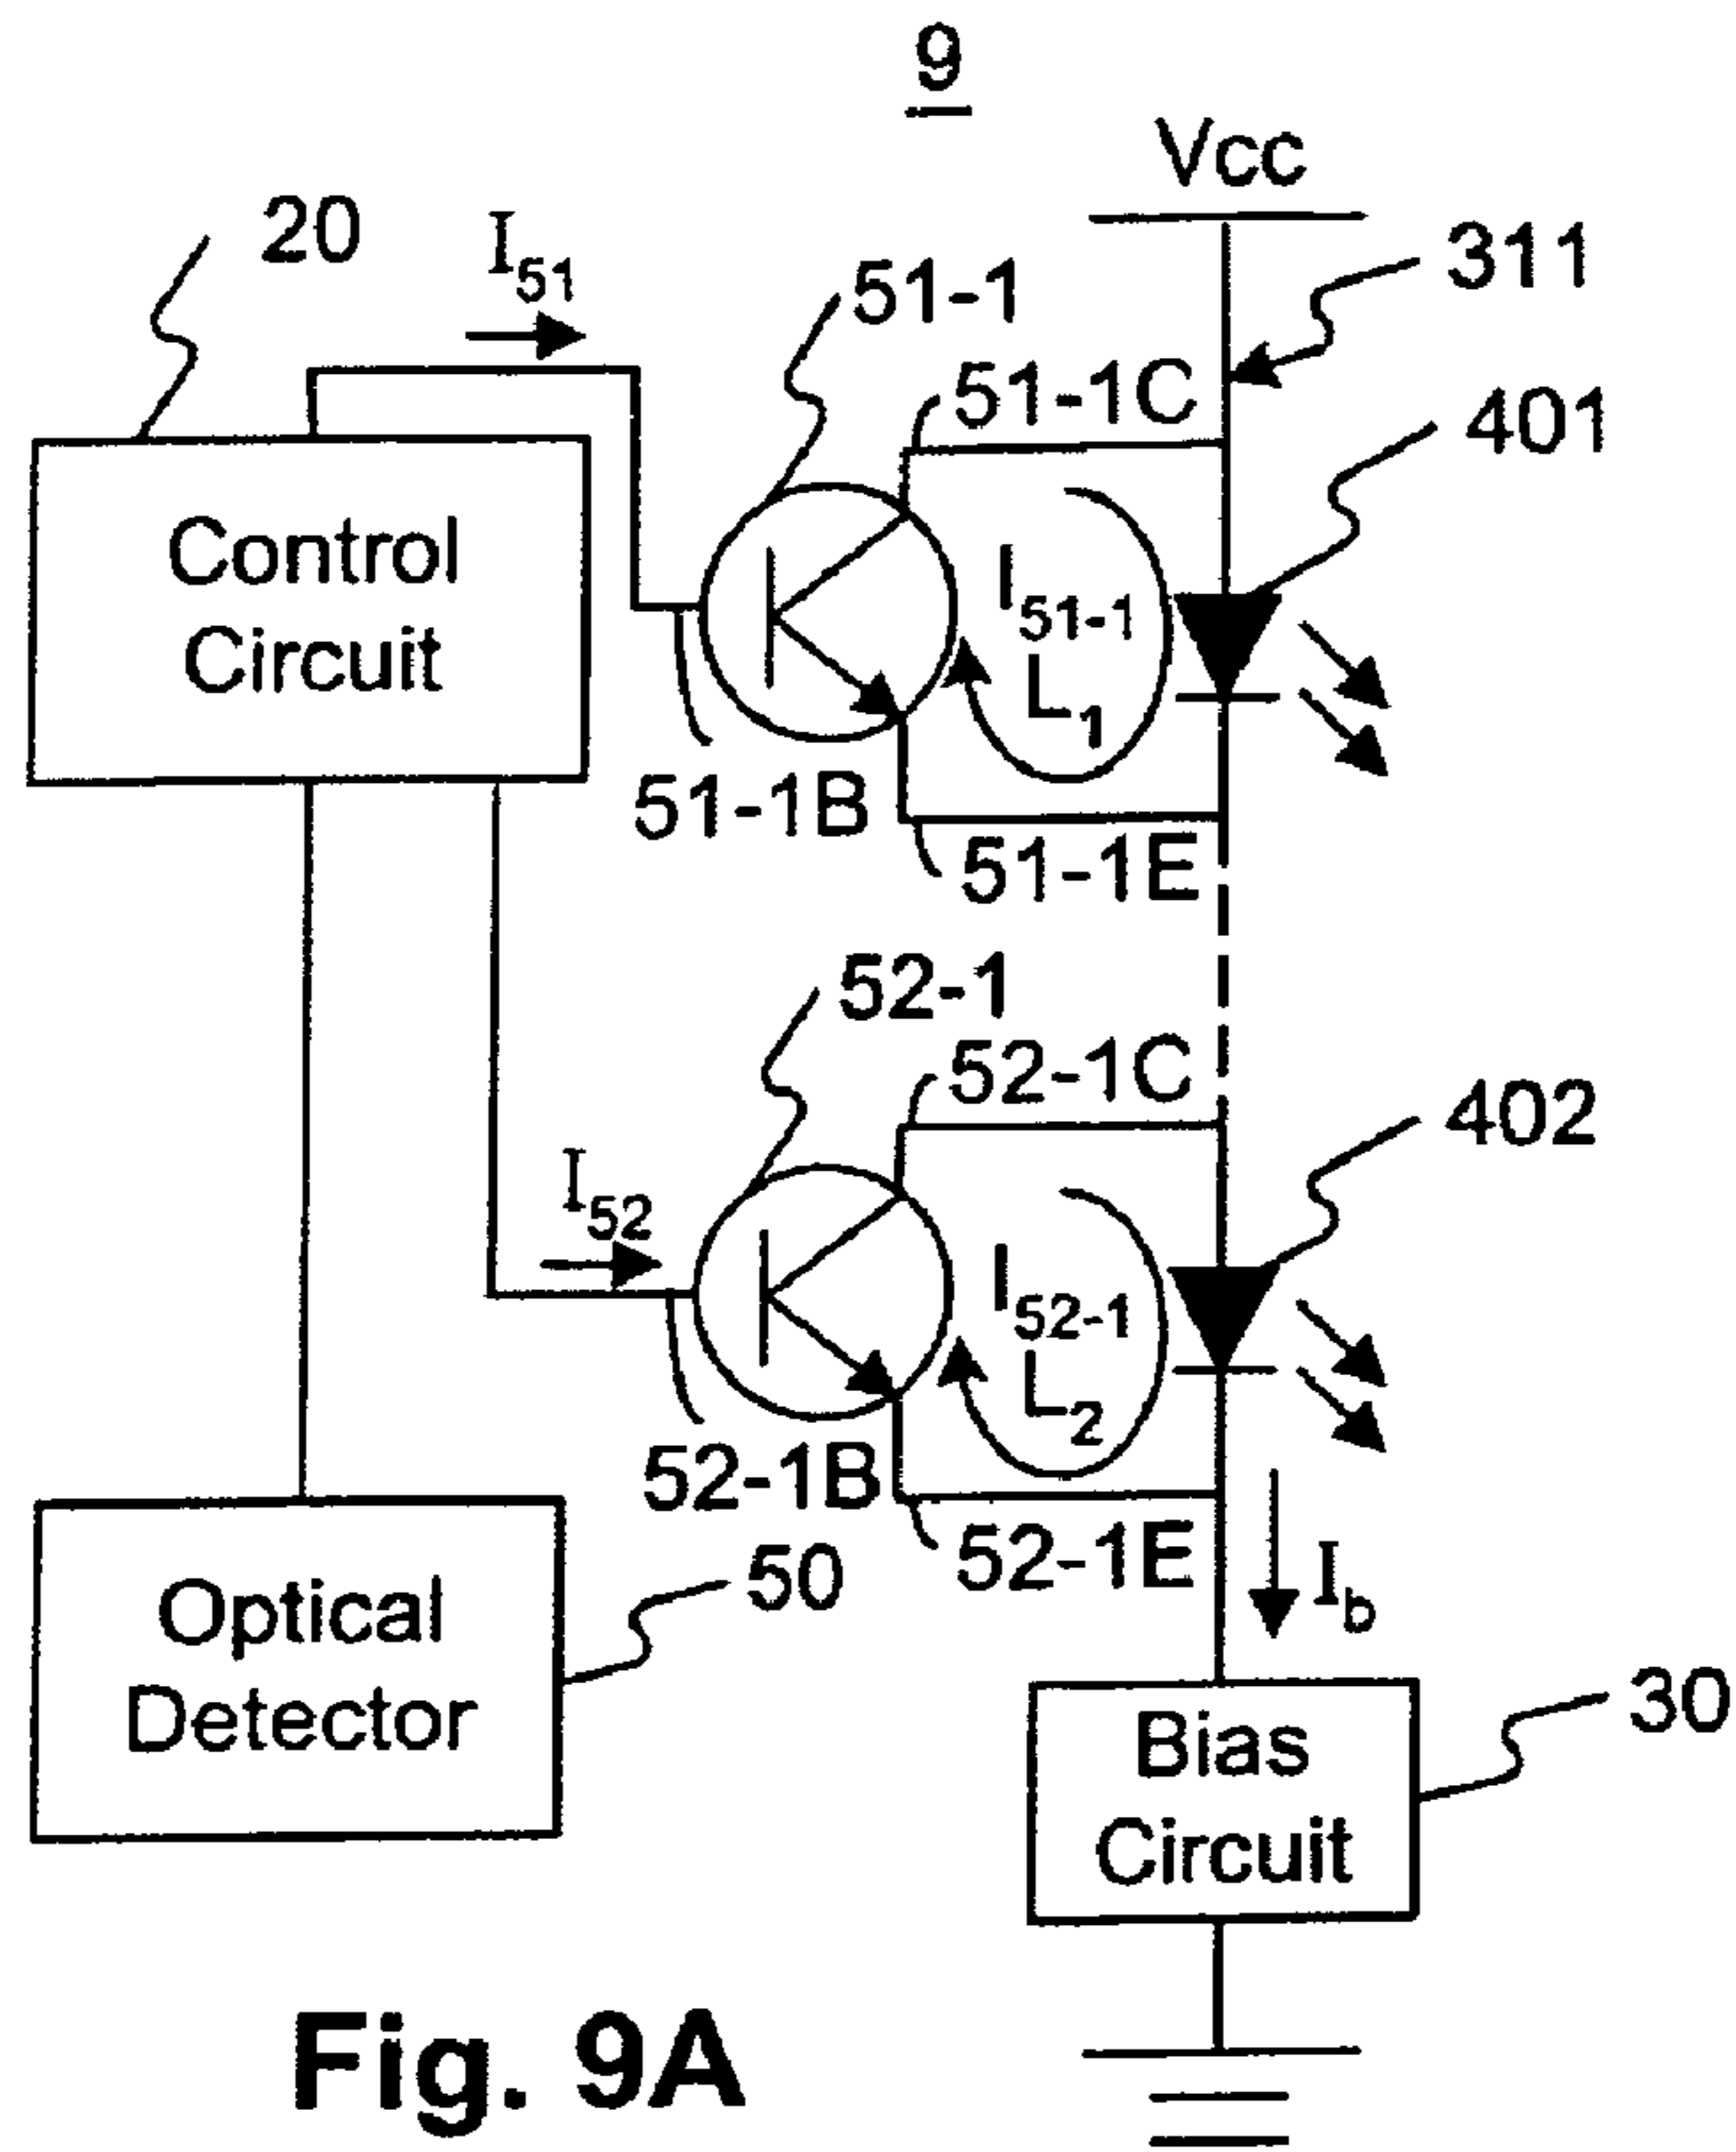 9
Vcc
20
I51
51-1
311
51-1C
401
Control
Circuit
I51-1
L1
51-1B
51-1E
52-1
52-1C
402
I52
I52-1
L2
52-1B
52-1E
50
Ib
Optical
Detector
30
Bias
Circuit
Fig. 9A